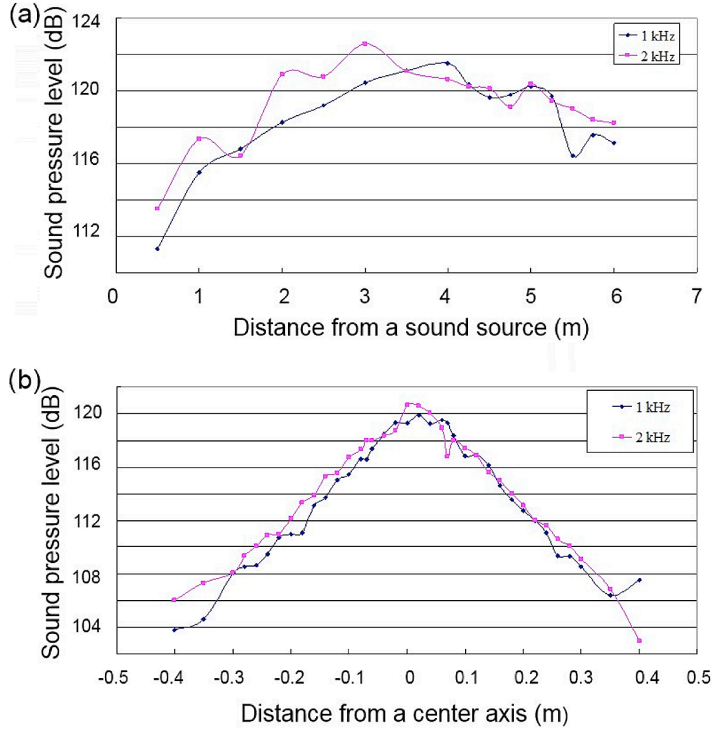 (a)
Sound pressure level (dB)
124
120
116
112
1 kHz
2 kHz
0 1 2 3 4 5 6 7
Distance from a sound source (m)
(b)
Sound pressure level (dB)
120
116
112
108
104
1 kHz
2 kHz
-0.5 -0.4 -0.3 -0.2 -0.1 0 0.1 0.2 0.3 0.4 0.5
Distance from a center axis (m)